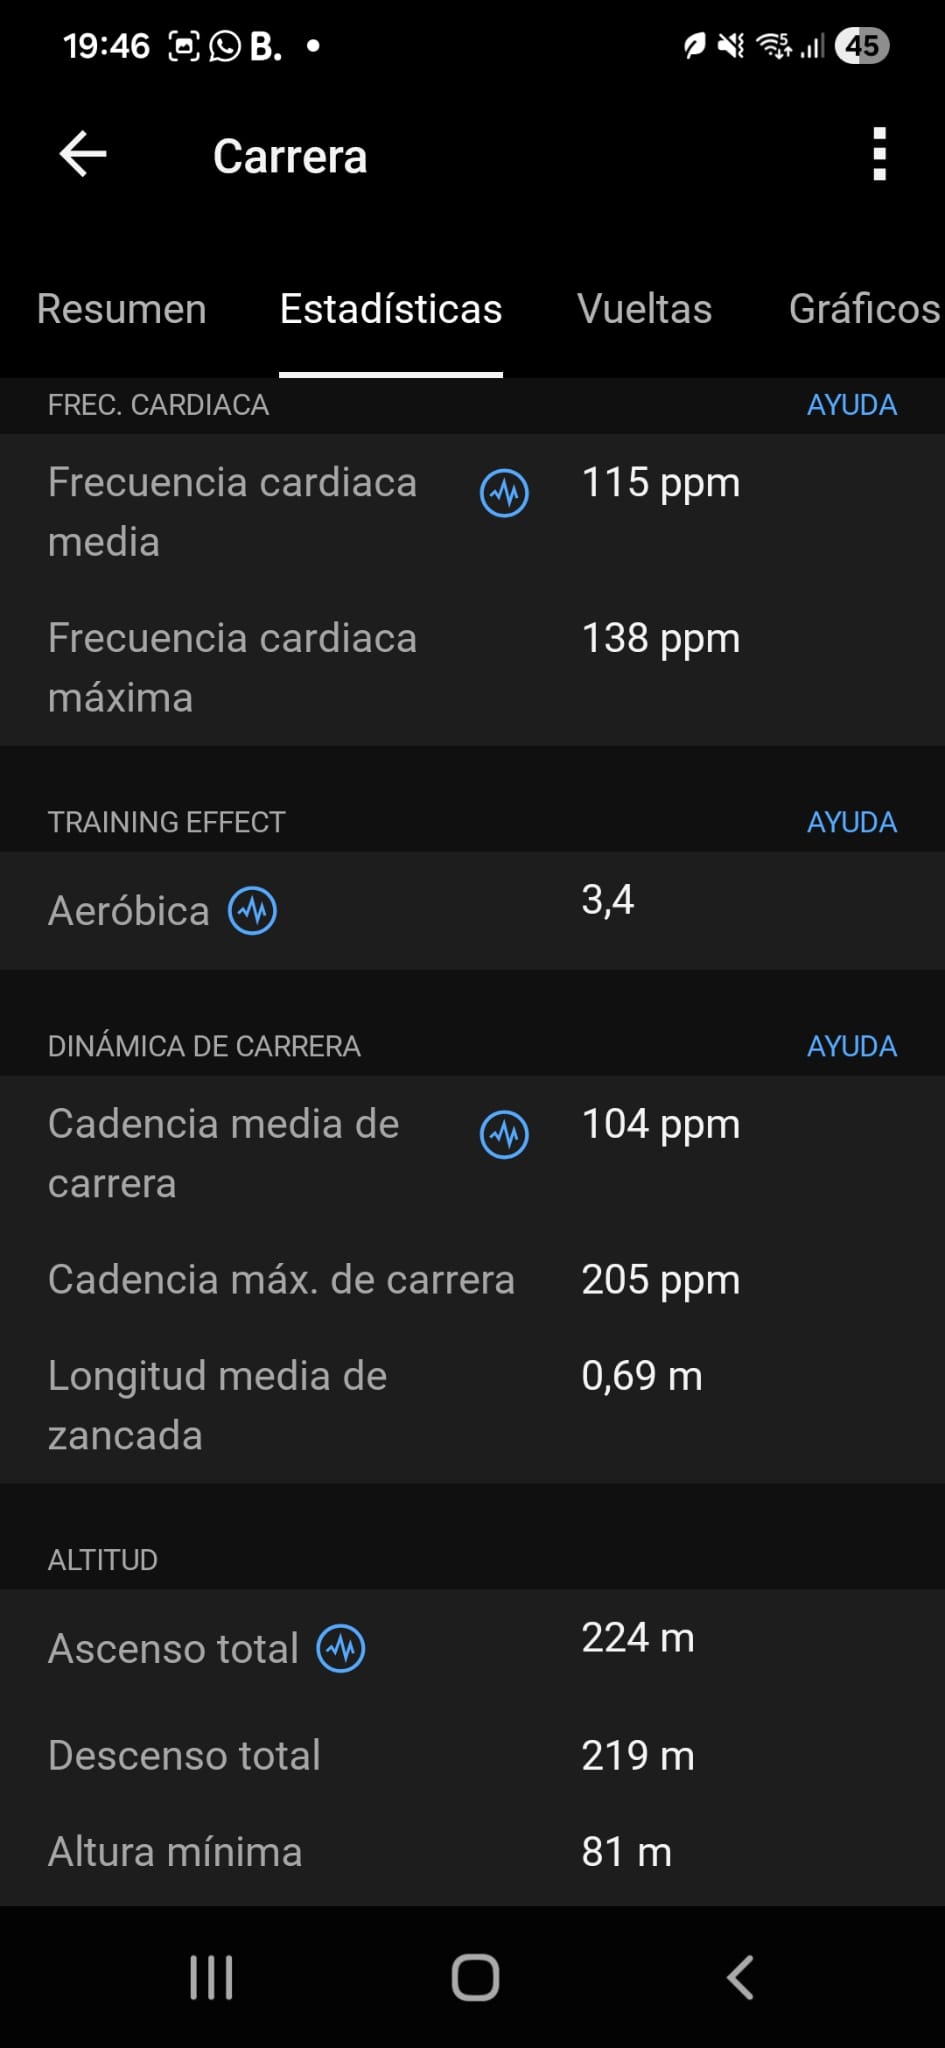 19:46 B. 5 45
Carrera
Resumen Estadísticas Vueltas Gráficos
FREC. CARDIACA AYUDA
Frecuencia cardiaca 115 ppm
media
Frecuencia cardiaca 138 ppm
máxima
TRAINING EFFECT AYUDA
Aeróbica 3,4
DINÁMICA DE CARRERA AYUDA
Cadencia media de 104 ppm
carrera
Cadencia máx. de carrera 205 ppm
Longitud media de 0,69 m
zancada
ALTITUD
Ascenso total 224 m
Descenso total 219 m
Altura mínima 81 m